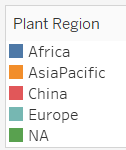 Plant Region
Africa
AsiaPacific
China
Europe
NA